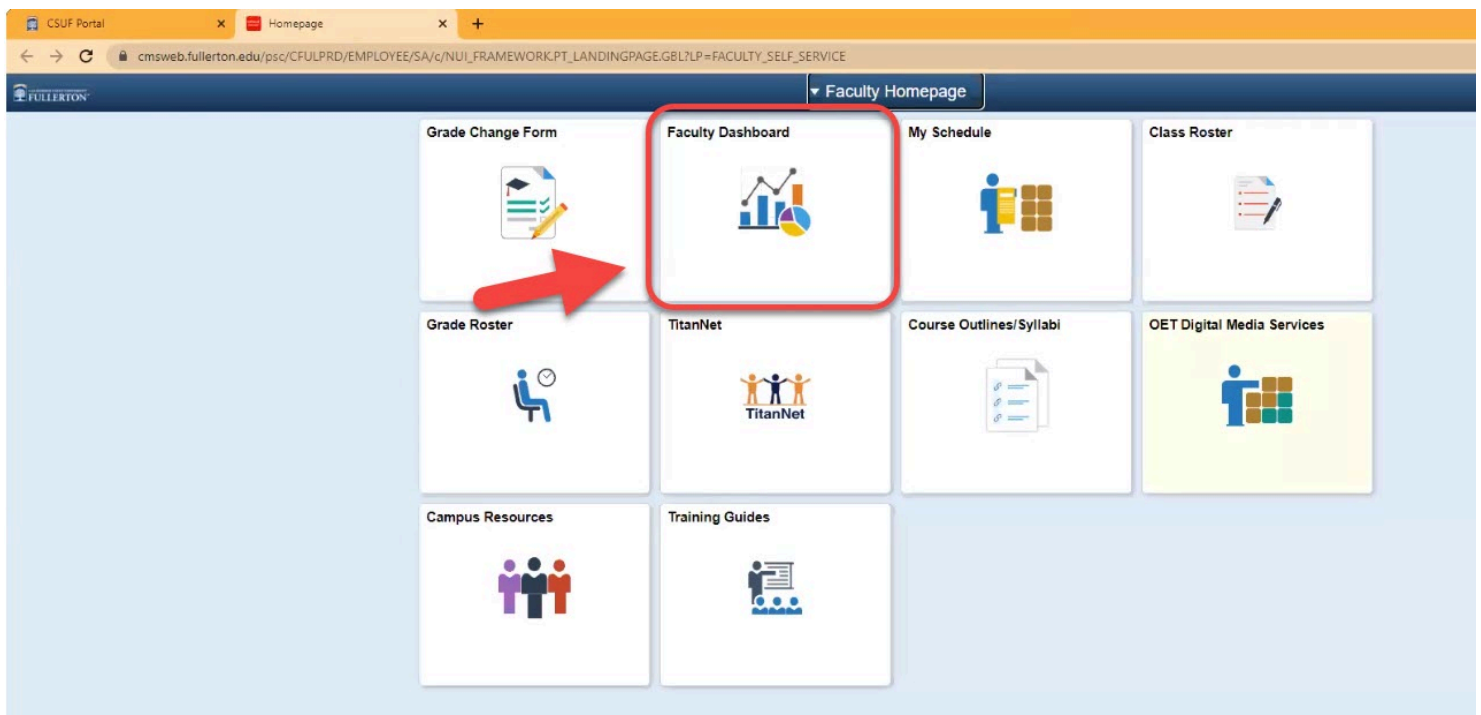 CSUF Portal
Homepage
cmsweb.fullerton.edu/psc/CFULPRD/EMPLOYEE/SA/c/NUI_FRAMEWORK.PT_LANDINGPAGE.GBL?LP=FACULTY_SELF_SERVICE
FULLERTON
Faculty Homepage
Grade Change Form
Faculty Dashboard
My Schedule
Class Roster
Grade Roster
TitanNet
Course Outlines/Syllabi
OET Digital Media Services
TitanNet
Campus Resources
Training Guides